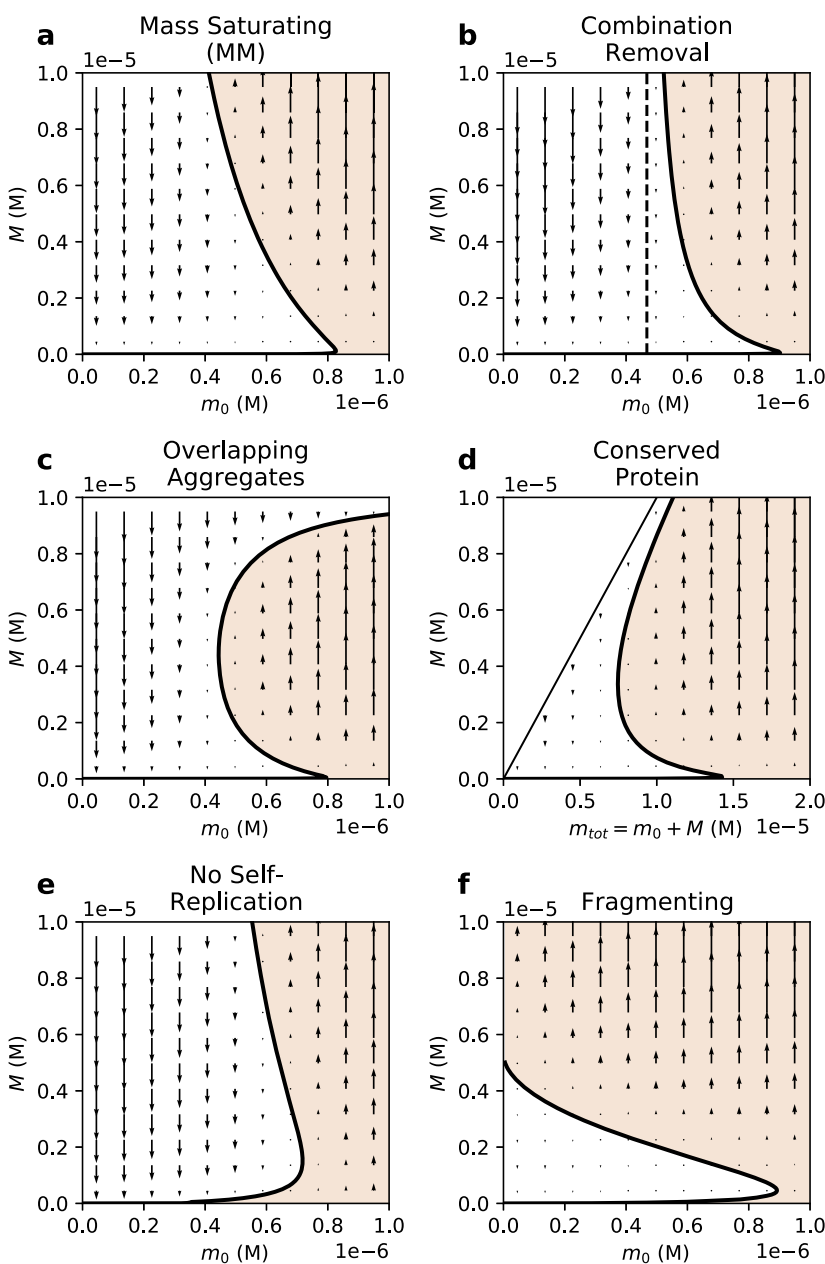 a
Mass Saturating
(MM)
1e−5
1.0
0.8
0.6
0.4
0.2
0.0
M (M)
0.0 0.2 0.4 0.6 0.8 1.0
m0 (M)
1e−6
b
Combination
Removal
1e−5
1.0
0.8
0.6
0.4
0.2
0.0
M (M)
0.0 0.2 0.4 0.6 0.8 1.0
m0 (M)
1e−6
c
Overlapping
Aggregates
1e−5
1.0
0.8
0.6
0.4
0.2
0.0
M (M)
0.0 0.2 0.4 0.6 0.8 1.0
m0 (M)
1e−6
d
Conserved
Protein
1e−5
1.0
0.8
0.6
0.4
0.2
0.0
M (M)
0.0 0.5 1.0 1.5 2.0
mtot = m0 + M (M)
1e−5
e
No Self-
Replication
1e−5
1.0
0.8
0.6
0.4
0.2
0.0
M (M)
0.0 0.2 0.4 0.6 0.8 1.0
m0 (M)
1e−6
f
Fragmenting
1e−5
1.0
0.8
0.6
0.4
0.2
0.0
M (M)
0.0 0.2 0.4 0.6 0.8 1.0
m0 (M)
1e−6